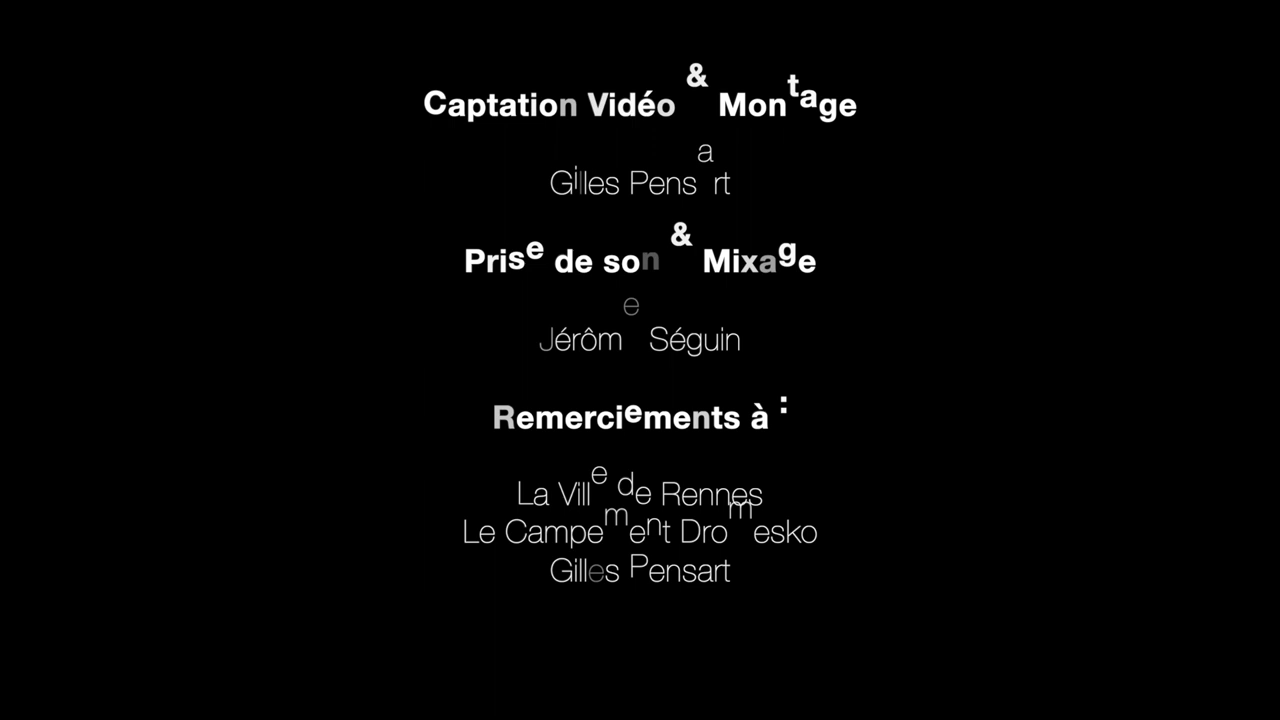 Captation Vidéo & Montage
Gilles Pensart
Prise de son & Mixage
Jérôme Séguin
Remerciements à :
La Ville de Rennes
Le Campement Dromesko
Gilles Pensart